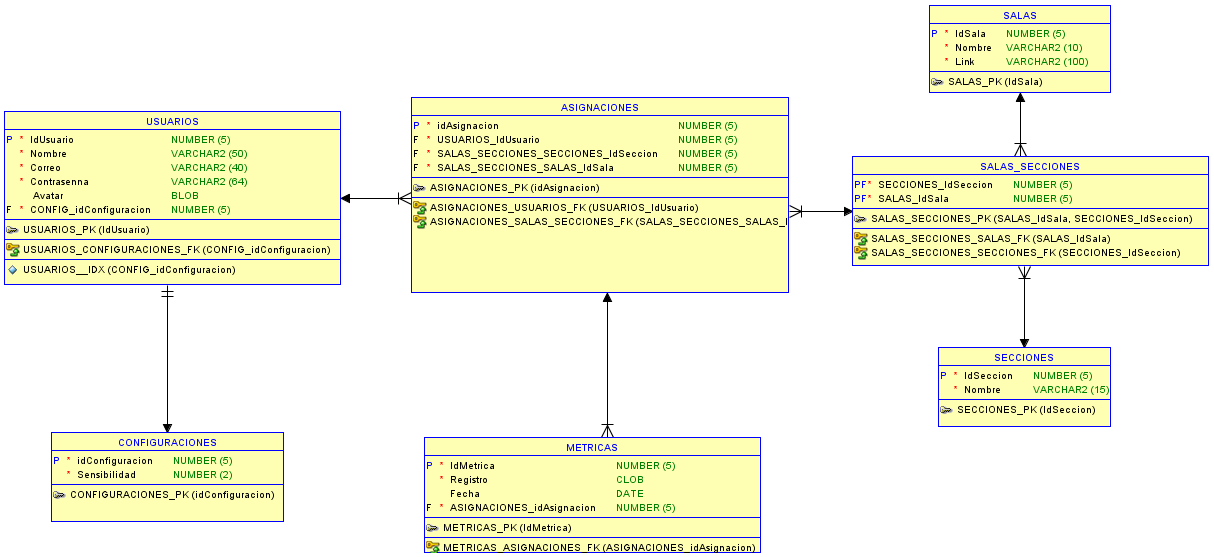 SALAS
P * IdSala NUMBER (5)
* Nombre VARCHAR2 (10)
* Link VARCHAR2 (100)
SALAS_PK (IdSala)
USUARIOS
P * IdUsuario NUMBER (5)
* Nombre VARCHAR2 (50)
* Correo VARCHAR2 (40)
* Contrasenna VARCHAR2 (64)
Avatar BLOB
F * CONFIG_idConfiguracion NUMBER (5)
USUARIOS_PK (IdUsuario)
USUARIOS_CONFIGURACIONES_FK (CONFIG_idConfiguracion)
USUARIOS__IDX (CONFIG_idConfiguracion)
ASIGNACIONES
P * idAsignacion NUMBER (5)
F * USUARIOS_IdUsuario NUMBER (5)
F * SALAS_SECCIONES_SECCIONES_IdSeccion NUMBER (5)
F * SALAS_SECCIONES_SALAS_IdSala NUMBER (5)
ASIGNACIONES_PK (idAsignacion)
ASIGNACIONES_USUARIOS_FK (USUARIOS_IdUsuario)
ASIGNACIONES_SALAS_SECCIONES_FK (SALAS_SECCIONES_SALAS_I
SALAS_SECCIONES
PF* SECCIONES_IdSeccion NUMBER (5)
PF* SALAS_IdSala NUMBER (5)
SALAS_SECCIONES_PK (SALAS_IdSala, SECCIONES_IdSeccion)
SALAS_SECCIONES_SALAS_FK (SALAS_IdSala)
SALAS_SECCIONES_SECCIONES_FK (SECCIONES_IdSeccion)
SECCIONES
P * IdSeccion NUMBER (5)
* Nombre VARCHAR2 (15)
SECCIONES_PK (IdSeccion)
CONFIGURACIONES
P * idConfiguracion NUMBER (5)
* Sensibilidad NUMBER (2)
CONFIGURACIONES_PK (idConfiguracion)
METRICAS
P * IdMetrica NUMBER (5)
* Registro CLOB
Fecha DATE
F * ASIGNACIONES_idAsignacion NUMBER (5)
METRICAS_PK (IdMetrica)
METRICAS_ASIGNACIONES_FK (ASIGNACIONES_idAsignacion)